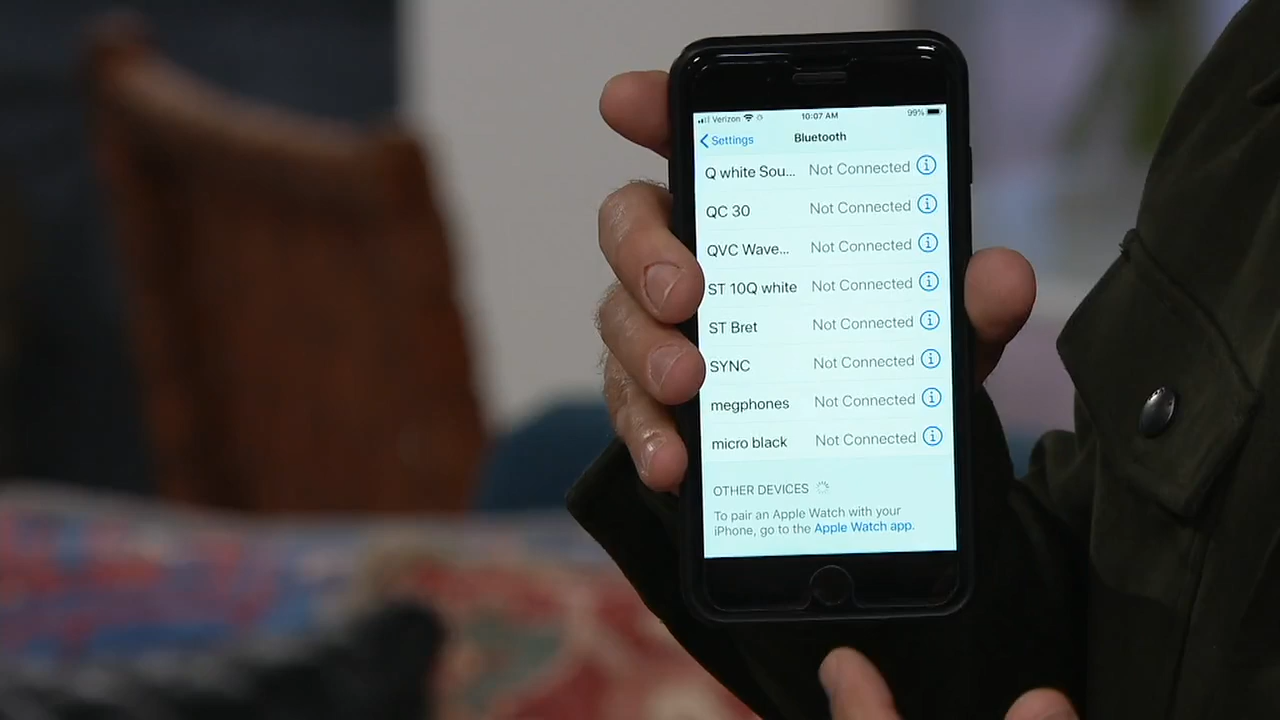 Verizon 10:07 AM 99%
Settings Bluetooth
Q white Sou... Not Connected
QC 30 Not Connected
QVC Wave... Not Connected
ST 10Q white Not Connected
ST Bret Not Connected
SYNC Not Connected
megphones Not Connected
micro black Not Connected
OTHER DEVICES
To pair an Apple Watch with your
iPhone, go to the Apple Watch app.